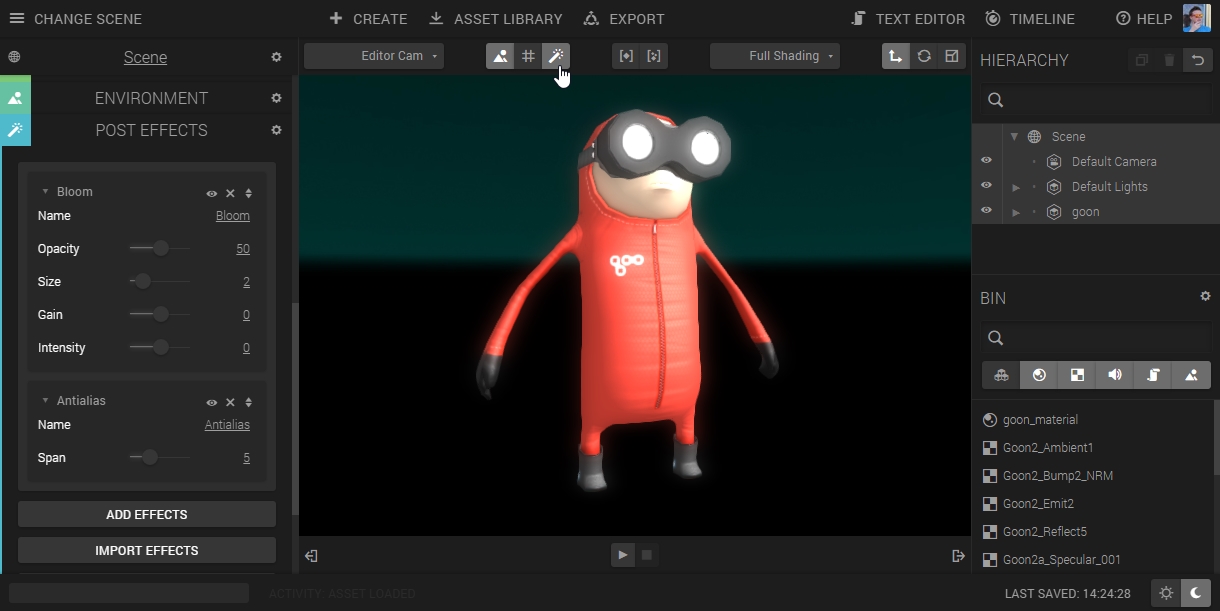 CHANGE SCENE
CREATE
ASSET LIBRARY
EXPORT
TEXT EDITOR
TIMELINE
HELP
Scene
ENVIRONMENT
POST EFFECTS
Bloom
Name Bloom
Opacity 50
Size 2
Gain 0
Intensity 0
Antialias
Name Antialias
Span 5
ADD EFFECTS
IMPORT EFFECTS
Editor Cam
Full Shading
goo
HIERARCHY
Scene
Default Camera
Default Lights
goon
BIN
goon_material
Goon2_Ambient1
Goon2_Bump2_NRM
Goon2_Emit2
Goon2_Reflect5
Goon2a_Specular_001
ACTIVITY: ASSET LOADED
LAST SAVED: 14:24:28